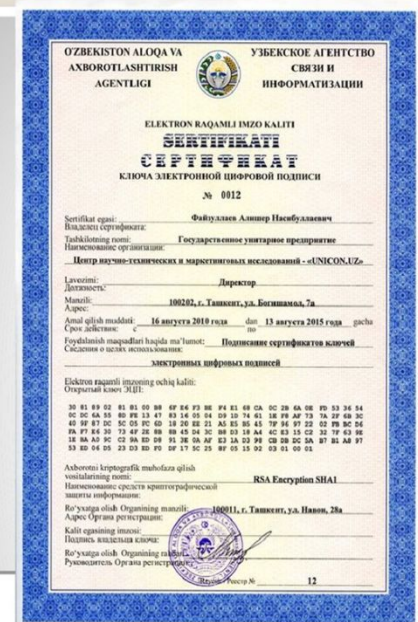 O'ZBEKISTON ALOQA VA
AXBOROTLASHTIRISH
AGENTLIGI
УЗБЕКСКОЕ АГЕНТСТВО
СВЯЗИ И
ИНФОРМАТИЗАЦИИ
ELEKTRON RAQAMLI IMZO KALITI
SERTIFIKATI
СЕРТИФИКАТ
КЛЮЧА ЭЛЕКТРОННОЙ ЦИФРОВОЙ ПОДПИСИ
№ 0012
Sertifikat egasi: Файзуллаев Алишер Насибуллаевич
Владелец сертификата:
Tashkilotning nomi: Государственное унитарное предприятие
Наименование организации:
Центр научно-технических и маркетинговых исследований - «UNICON.UZ»
Lavozimi: Директор
Должность:
Manzili: 100202, г. Ташкент, ул. Богишамол, 7а
Адрес:
Amal qilish muddati: 16 августа 2010 года dan 13 августа 2015 года gacha
Срок действия: с по
Foydalanish maqsadlari haqida ma'lumot: Подписание сертификатов ключей
Сведения о целях использования:
электронных цифровых подписей
Elektron raqamli imzoning ochiq kaliti:
Открытый ключ ЭЦП:
Axborotni kriptografik muhofaza qilish
vositalarining nomi: RSA Encryption SHA1
Наименование средств криптографической
защиты информации:
Ro'yxatga olish Organining manzili: 100011, г. Ташкент, ул. Навои, 28а
Адрес Органа регистрации:
Kalit egasining imzosi:
Подпись владельца ключа:
Ro'yxatga olish Organining
Руководитель Органа регистрации:
Реестр № 12